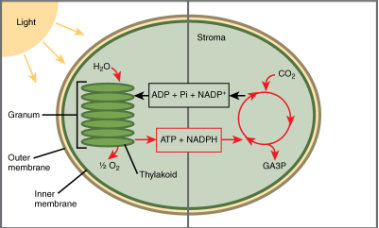 Light
Stroma
H₂O
CO₂
ADP + Pi + NADP⁺
Granum
ATP + NADPH
Outer
membrane
½ O₂
Thylakoid
GA3P
Inner
membrane